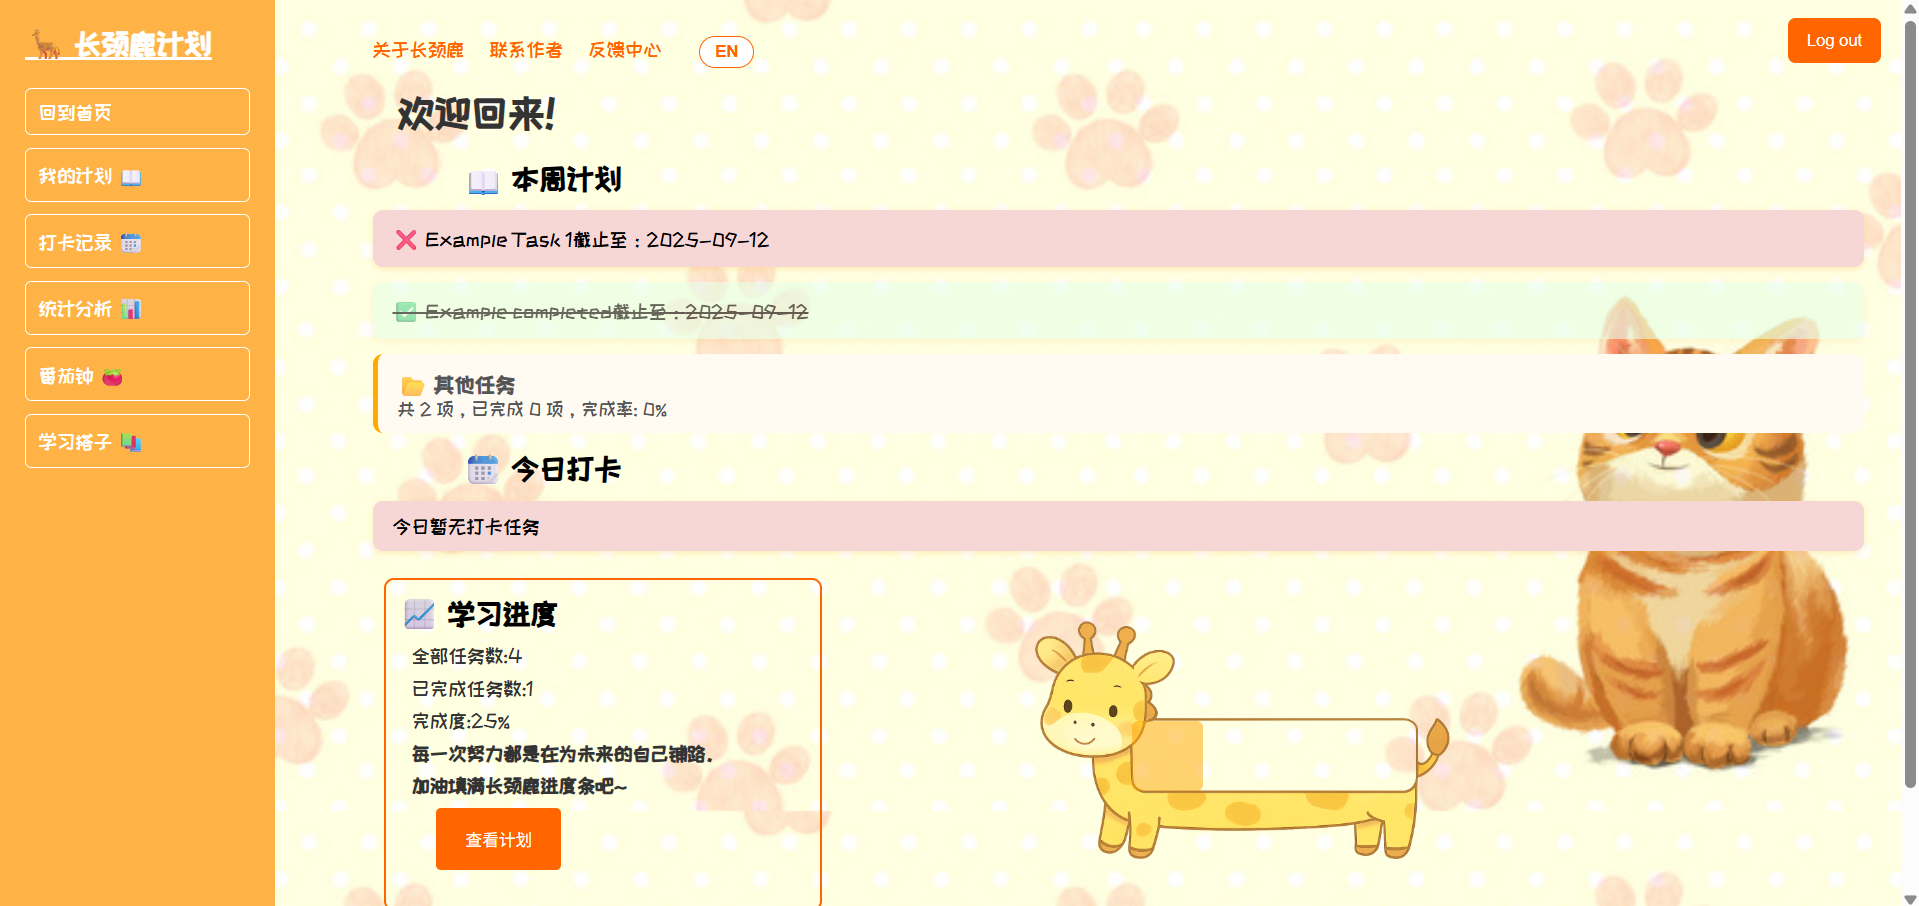 长颈鹿计划
回到首页
我的计划
打卡记录
统计分析
番茄钟
学习搭子
关于长颈鹿 联系作者 反馈中心 EN
Log out
欢迎回来!
本周计划
Example Task 1截止至：2025-09-12
Example completed截止至：2025-09-12
其他任务
共 2 项，已完成 0 项，完成率: 0%
今日打卡
今日暂无打卡任务
学习进度
全部任务数:4
已完成任务数:1
完成度:25%
每一次努力都是在为未来的自己铺路，
加油填满长颈鹿进度条吧~
查看计划